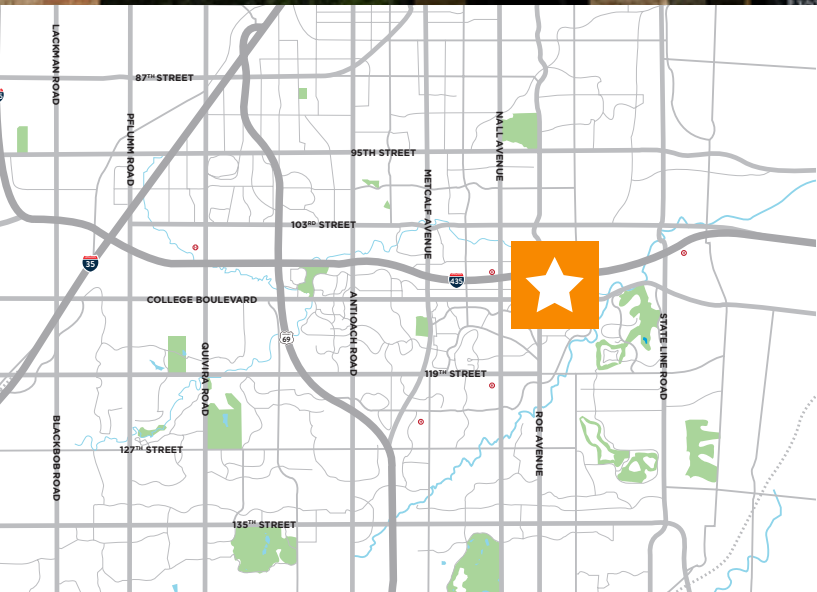 LACKMAN ROAD
87TH STREET
PFLUMM ROAD
NALL AVENUE
95TH STREET
METCALF AVENUE
103RD STREET
35
435
COLLEGE BOULEVARD
ANTIOACH ROAD
STATE LINE ROAD
69
QUIVIRA ROAD
119TH STREET
BLACKBOB ROAD
ROE AVENUE
127TH STREET
135TH STREET